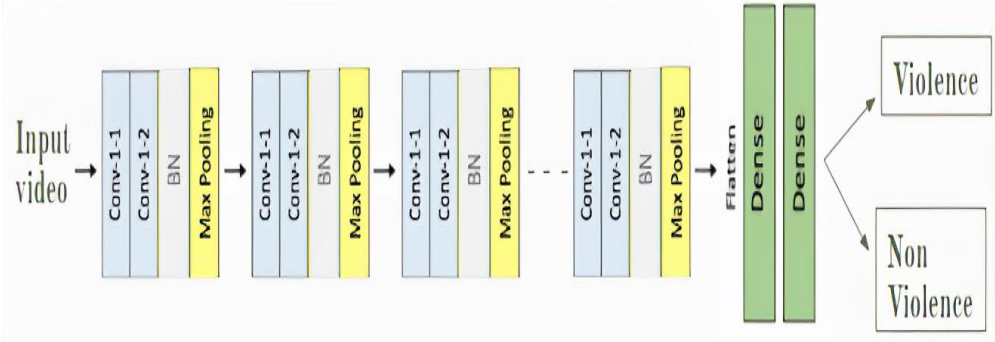 Input
video
Conv-1-1
Conv-1-2
BN
Max Pooling
Conv-1-1
Conv-1-2
BN
Max Pooling
Conv-1-1
Conv-1-2
BN
Max Pooling
Conv-1-1
Conv-1-2
BN
Max Pooling
Flatten
Dense
Dense
Violence
Non
Violence